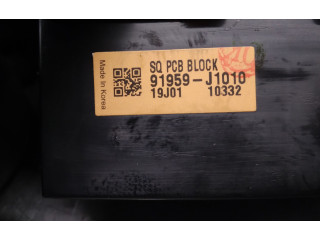 Made In Korea
SQ PCB BLOCK
91959-J1010
19J01 10332